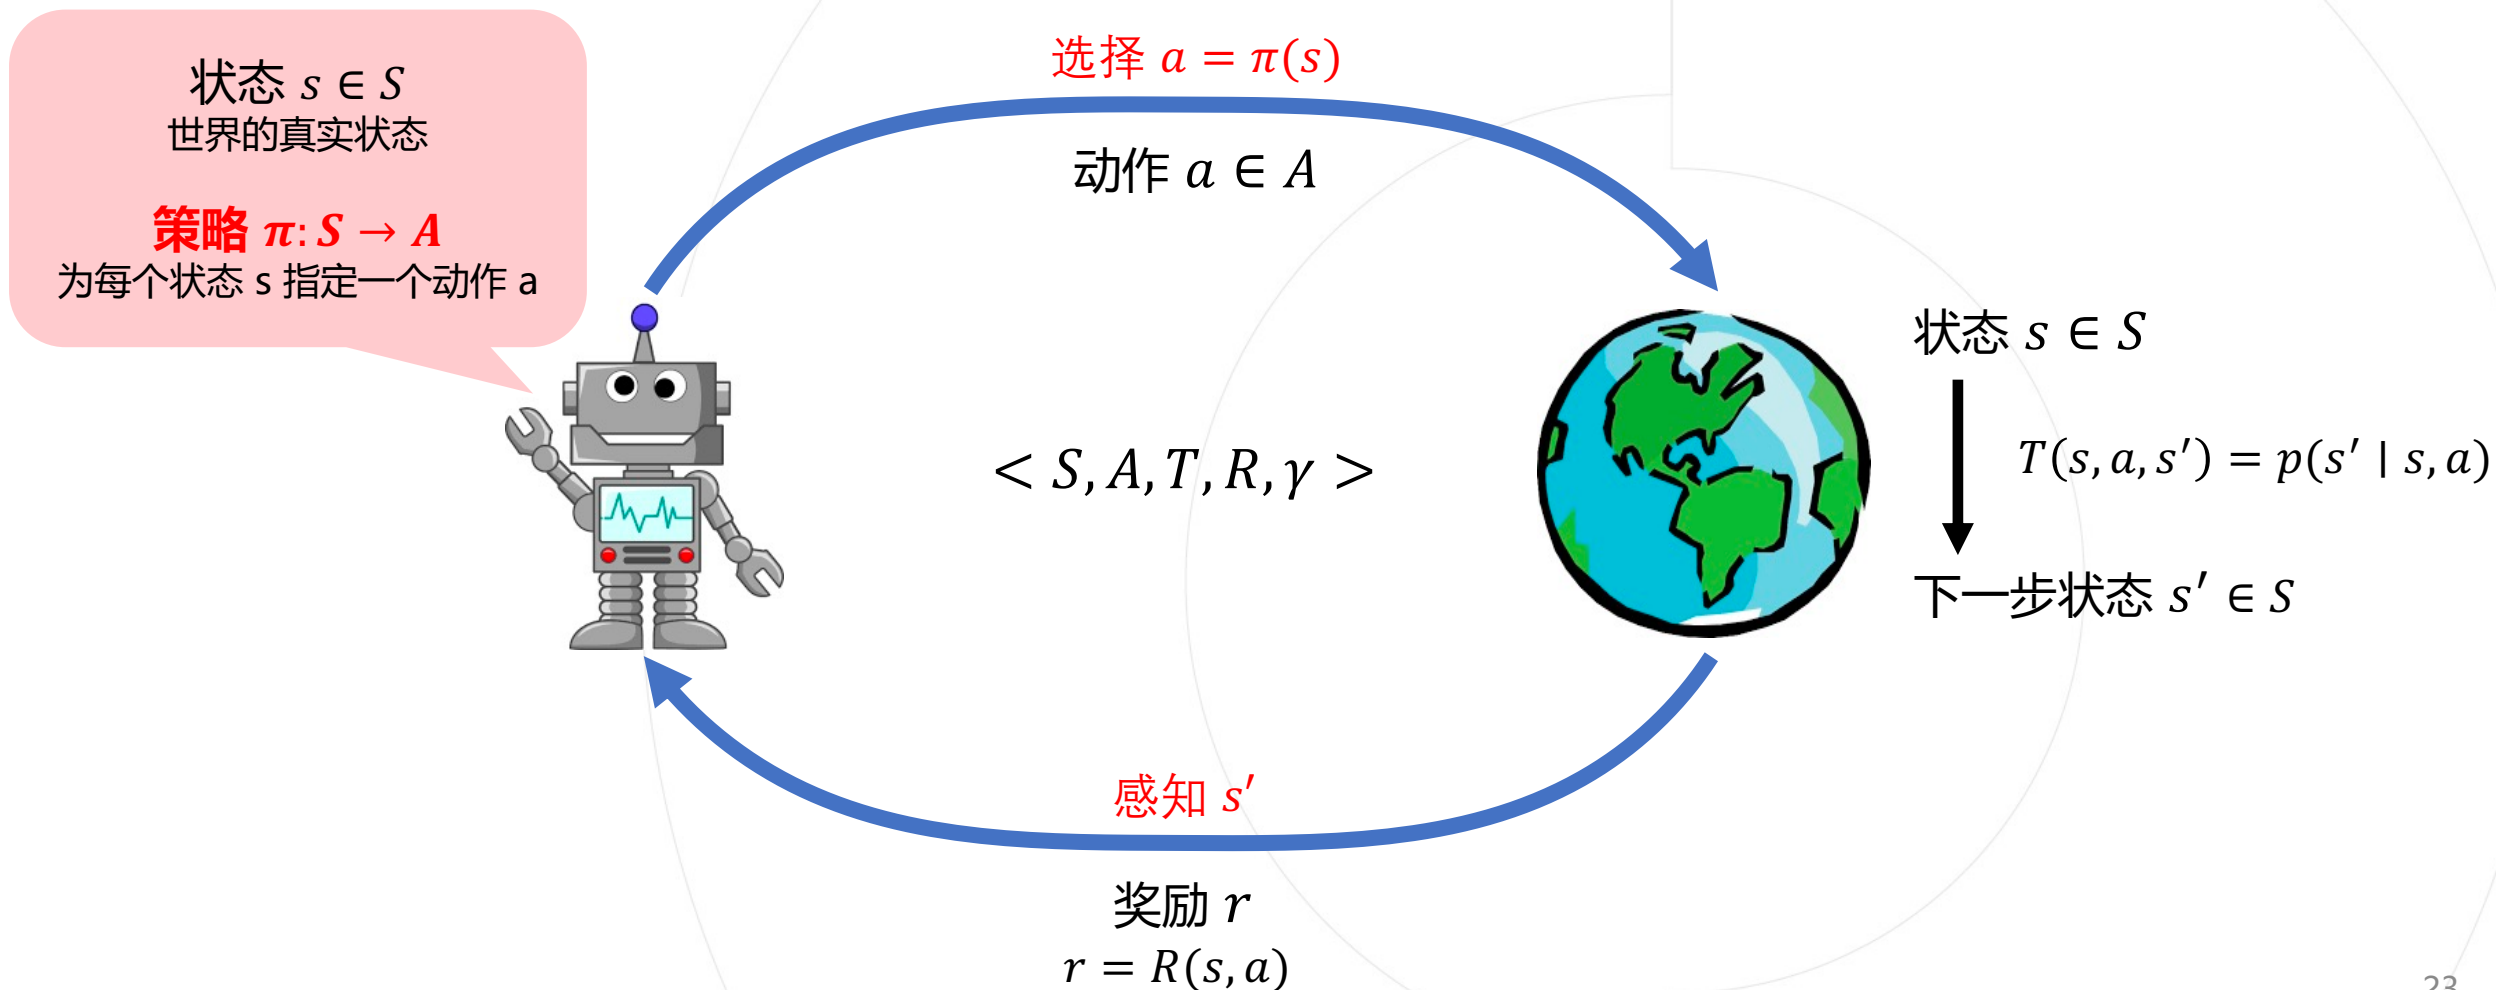 状态 s ∈ S
世界的真实状态
策略 π: S → A
为每个状态 s 指定一个动作 a
选择 a = π(s)
动作 a ∈ A
< S, A, T, R, γ >
状态 s ∈ S
T(s, a, s′) = p(s′ | s, a)
下一步状态 s′ ∈ S
感知 s′
奖励 r
r = R(s, a)
23